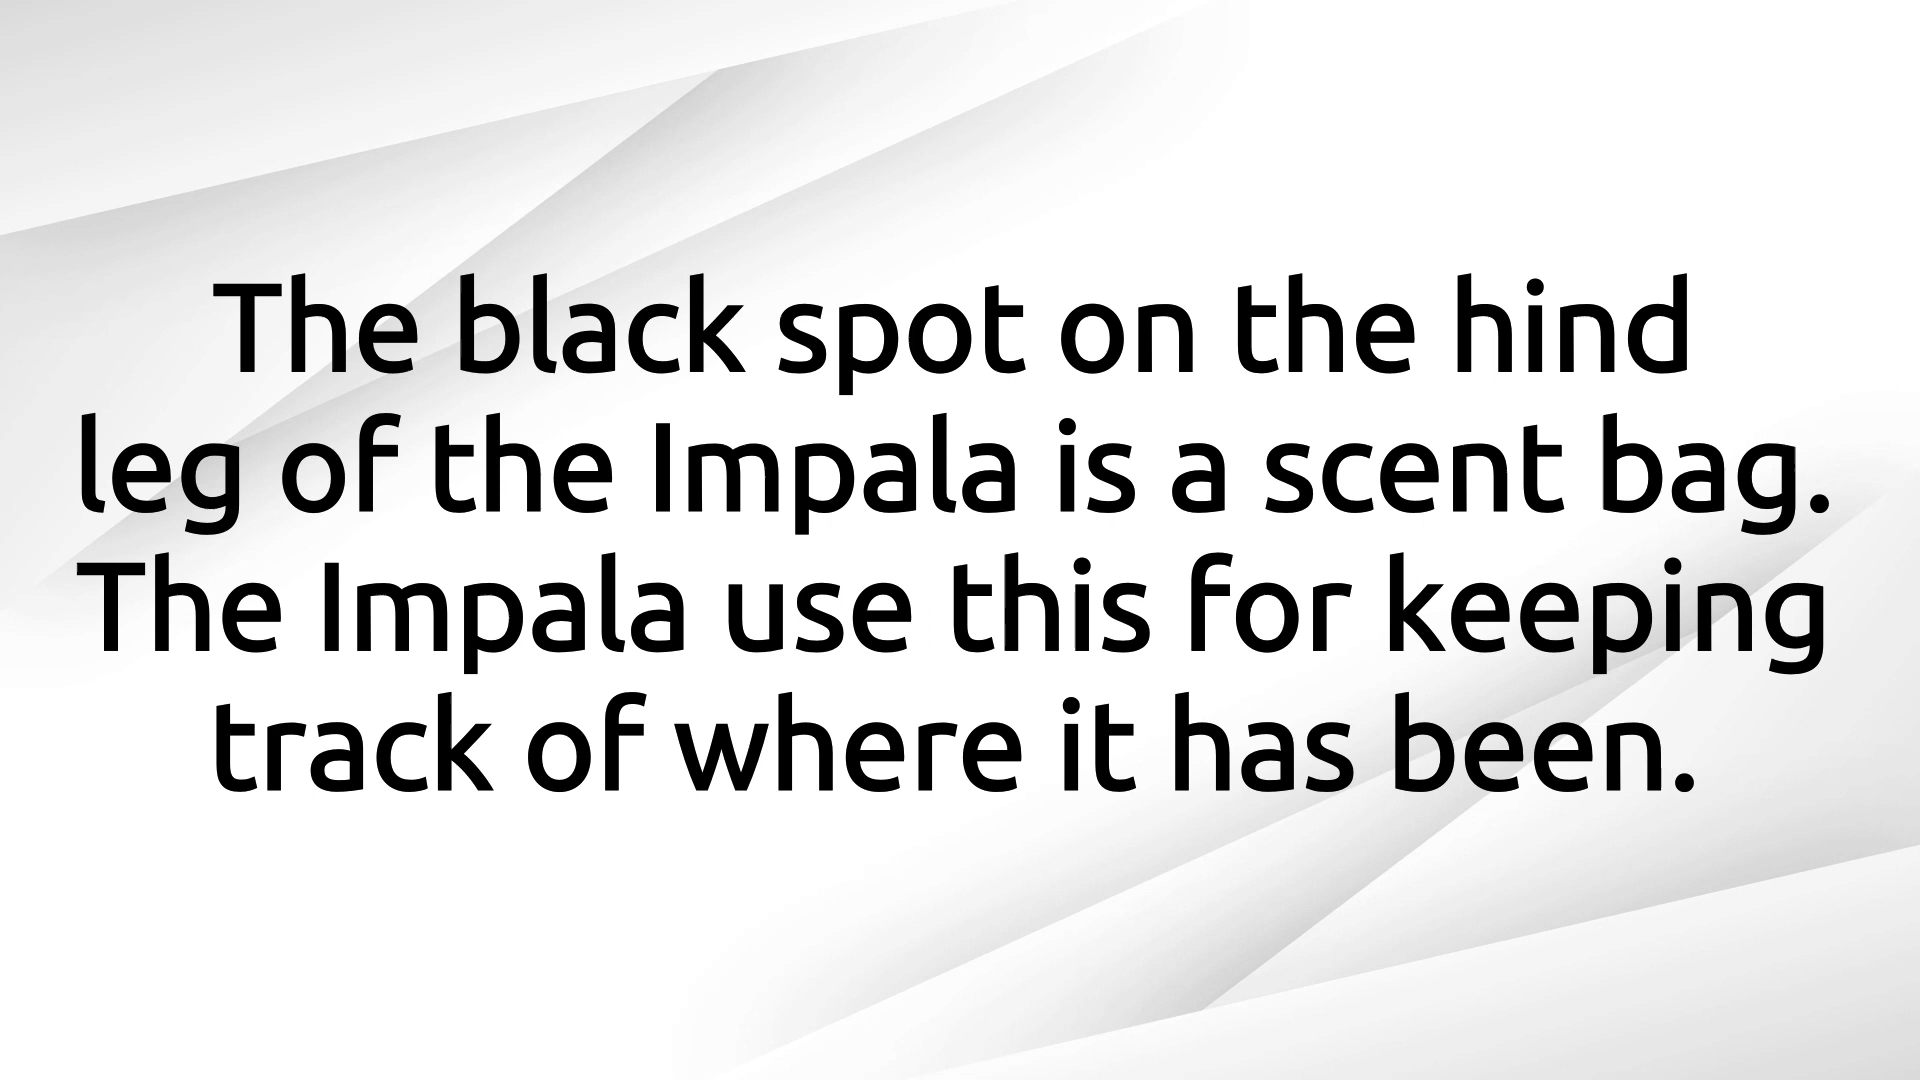 The black spot on the hind
leg of the Impala is a scent bag.
The Impala use this for keeping
track of where it has been.